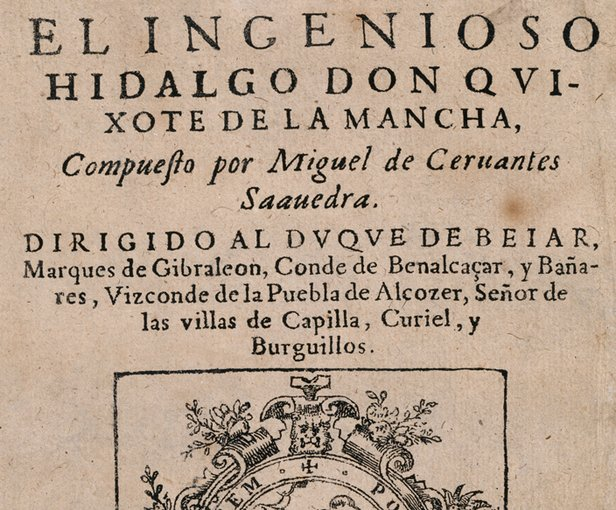 EL INGENIOSO
HIDALGO DON QVI-
XOTE DE LA MANCHA,
Compueſto por Miguel de Ceruantes
Saauedra.
DIRIGIDO AL DVQVE DE BEIAR,
Marques de Gibraleon, Conde de Benalcaçar, y Baña-
res, Vizconde de la Puebla de Alcozer, Señor de
las villas de Capilla, Curiel, y
Burguillos.
EM PO